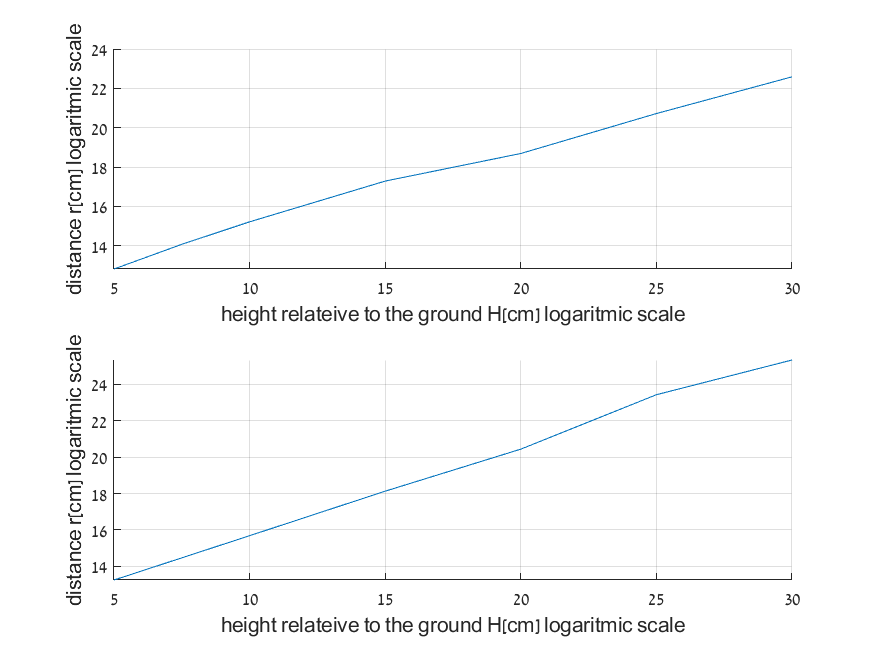 distance r[cm] logaritmic scale
24
22
20
18
16
14
5 10 15 20 25 30
height relateive to the ground H[cm] logaritmic scale
distance r[cm] logaritmic scale
24
22
20
18
16
14
5 10 15 20 25 30
height relateive to the ground H[cm] logaritmic scale